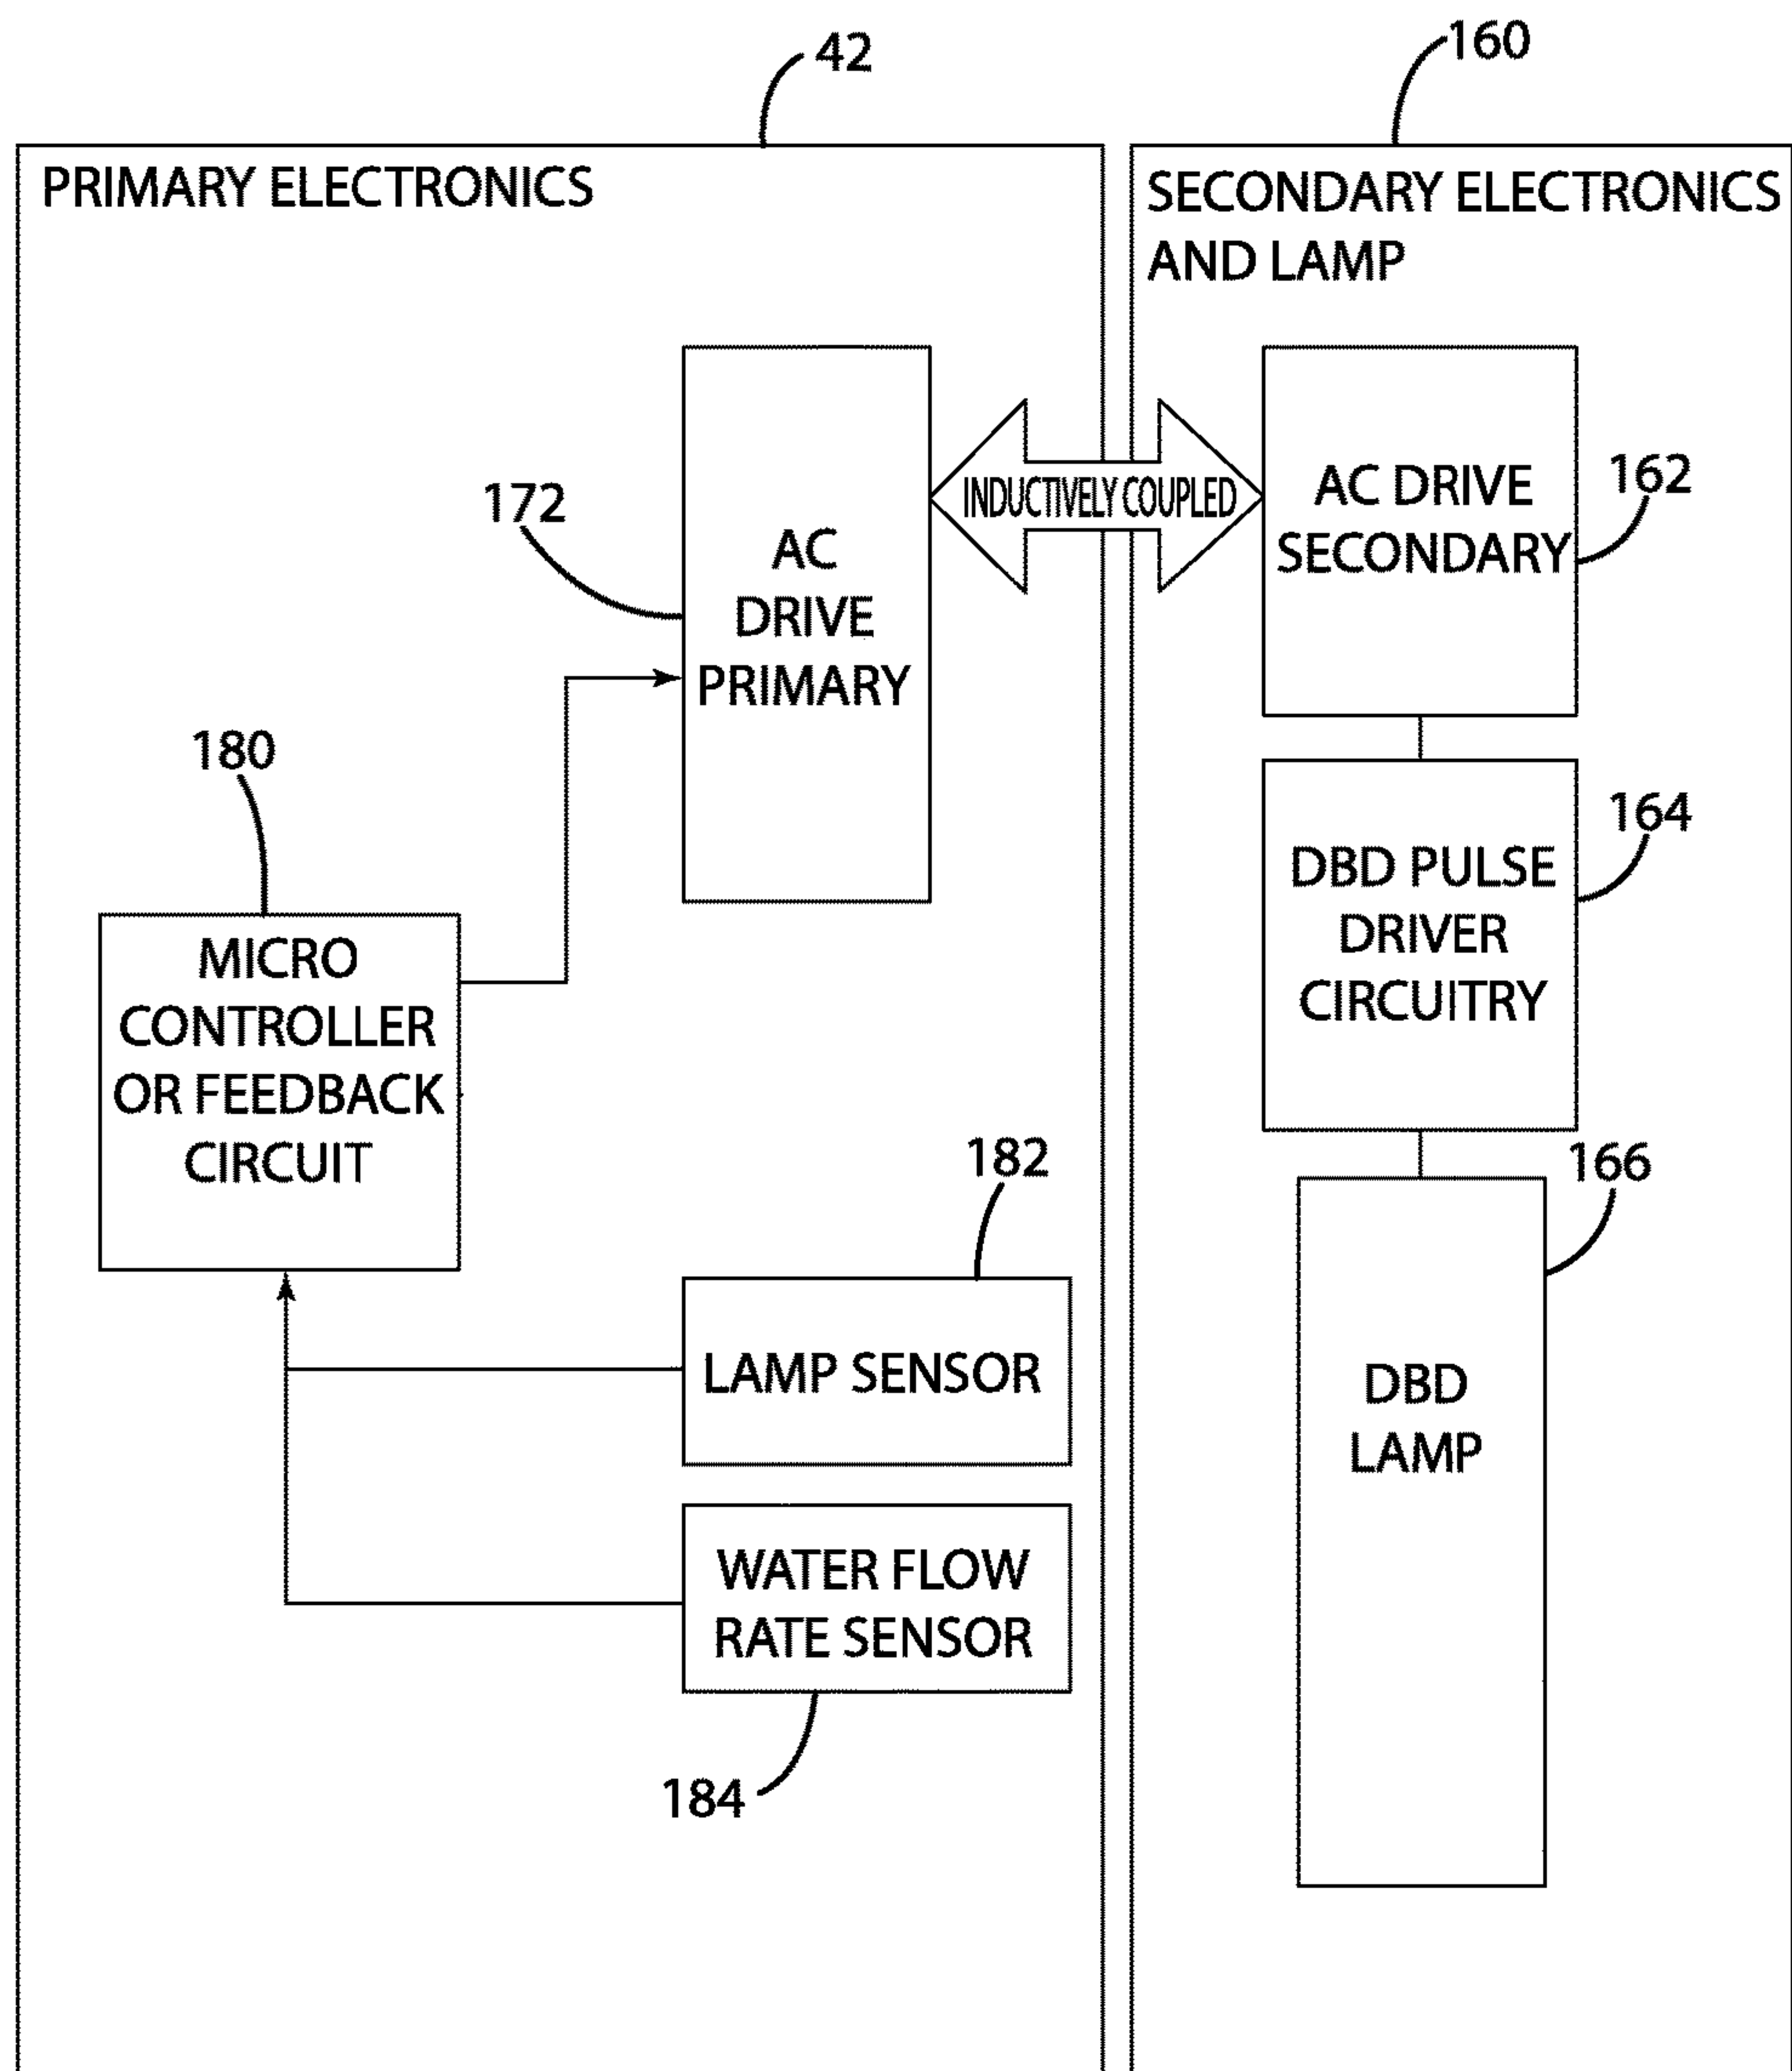 42
160
PRIMARY ELECTRONICS
SECONDARY ELECTRONICS
AND LAMP
172
AC
DRIVE
PRIMARY
INDUCTIVELY COUPLED
AC DRIVE
SECONDARY
162
180
MICRO
CONTROLLER
OR FEEDBACK
CIRCUIT
DBD PULSE
DRIVER
CIRCUITRY
164
182
LAMP SENSOR
166
DBD
LAMP
WATER FLOW
RATE SENSOR
184